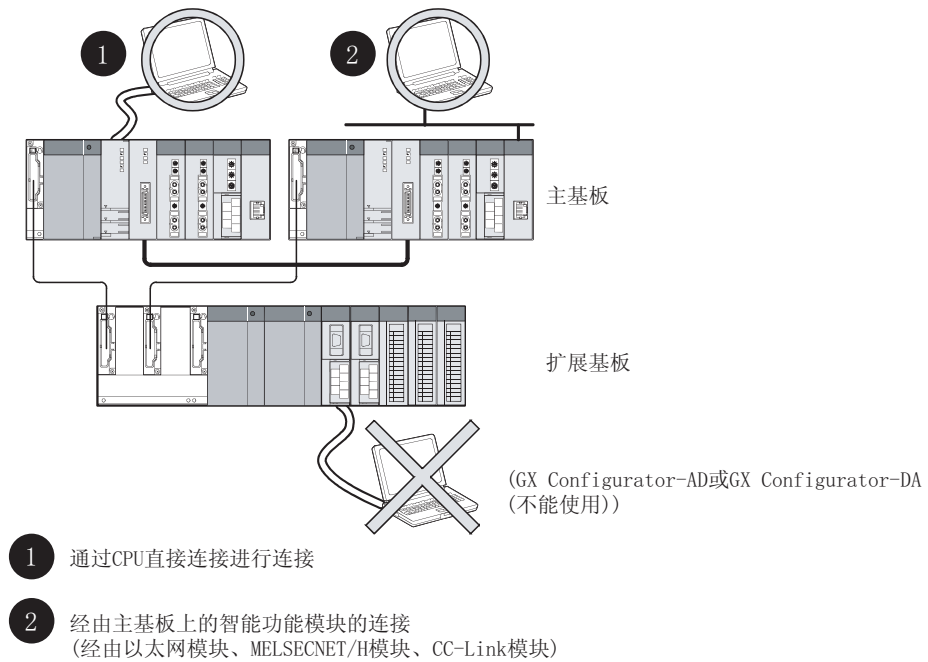 1
2
主基板
扩展基板
(GX Configurator-AD或GX Configurator-DA
(不能使用))
1 通过CPU直接连接进行连接
2 经由主基板上的智能功能模块的连接
(经由以太网模块、MELSECNET/H模块、CC-Link模块)